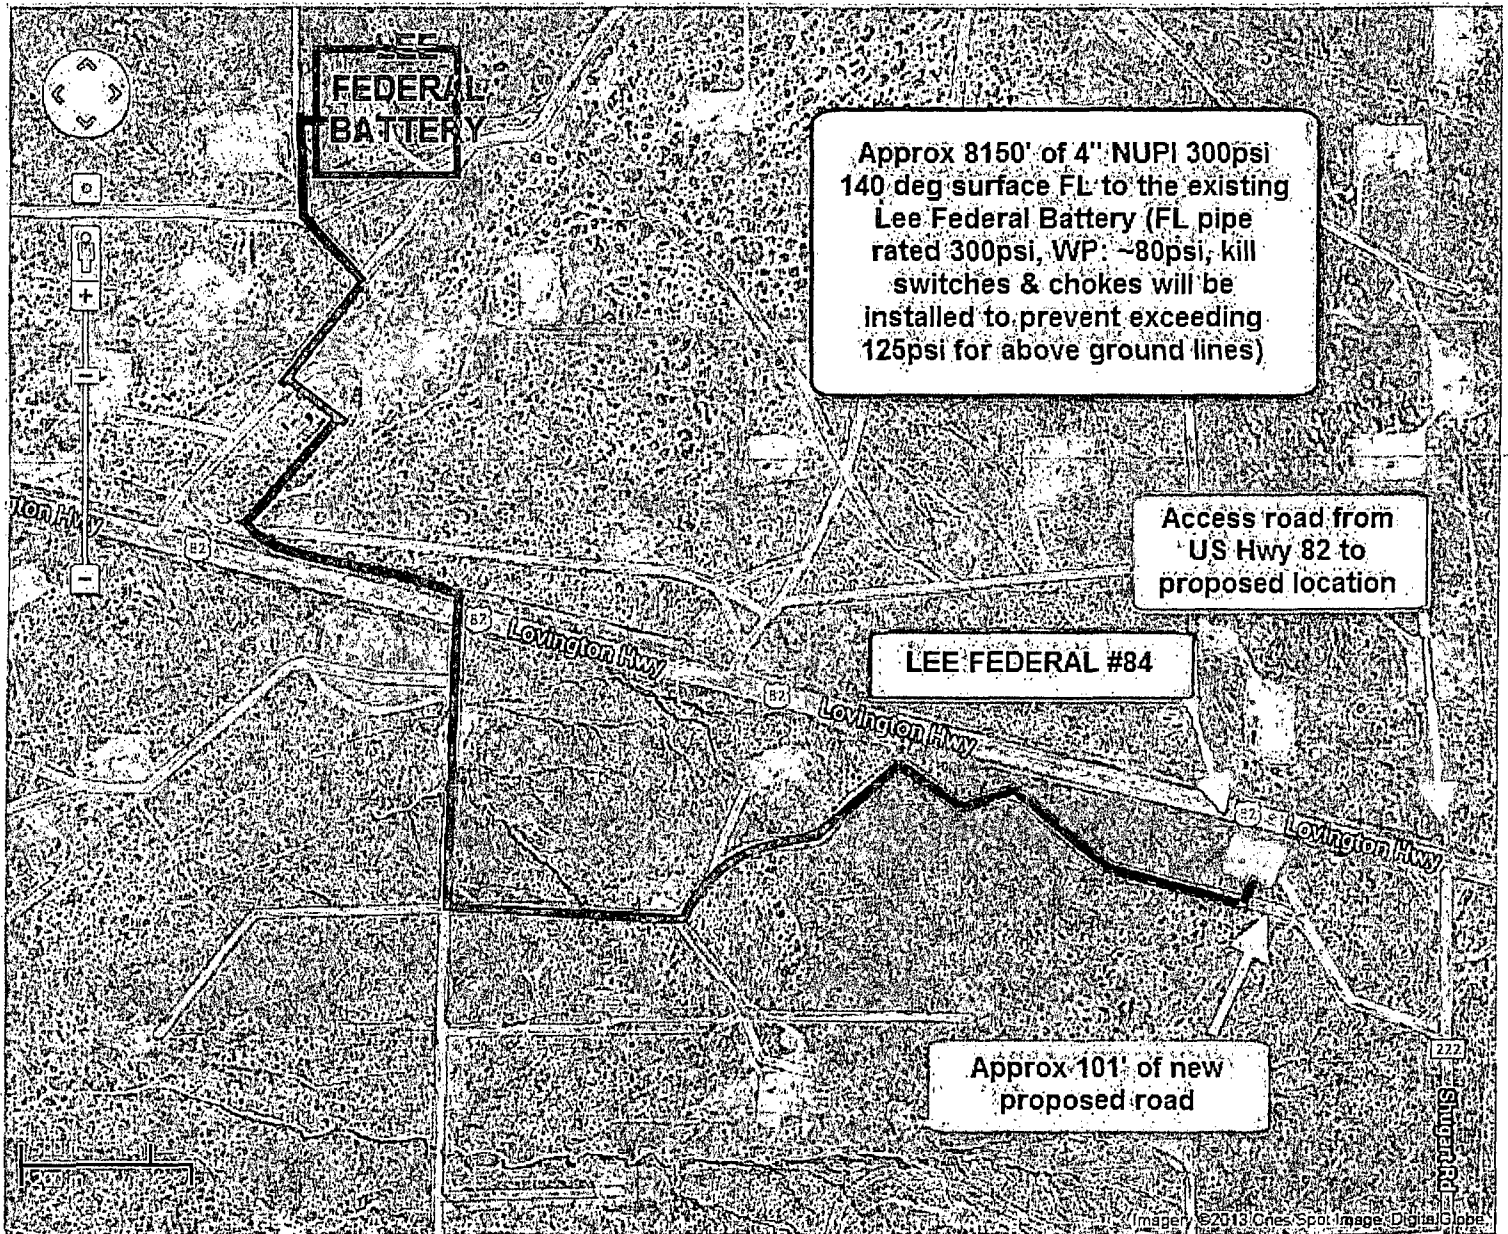 LEE
FEDERAL
BATTERY
Approx 8150' of 4" NUPI 300psi
140 deg surface FL to the existing
Lee Federal Battery (FL pipe
rated 300psi, WP: ~80psi, kill
switches & chokes will be
installed to prevent exceeding
125psi for above ground lines)
Access road from
US Hwy 82 to
proposed location
82
82
Lovington Hwy
LEE FEDERAL #84
82
Lovington Hwy
82
Lovington Hwy
Approx 101' of new
proposed road
222
Shugart Rd
Imagery ©2013 Cnes/Spot Image, DigitalGlobe